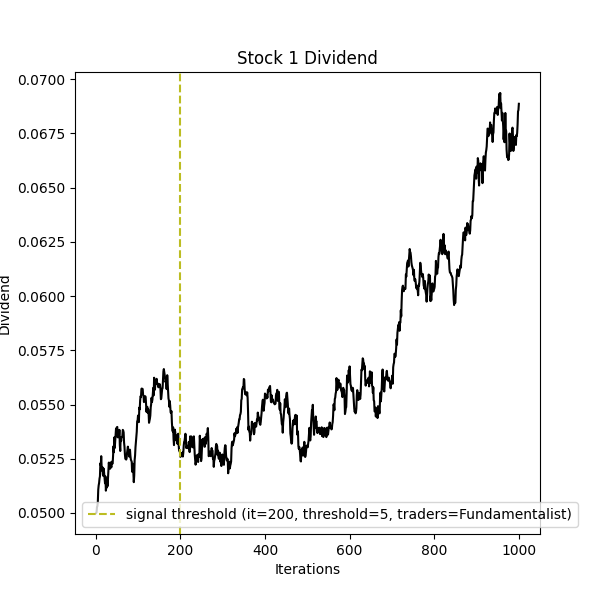 Stock 1 Dividend
0.0700
0.0675
0.0650
0.0625
0.0600
0.0575
0.0550
0.0525
0.0500
Dividend
signal threshold (it=200, threshold=5, traders=Fundamentalist)
0 200 400 600 800 1000
Iterations